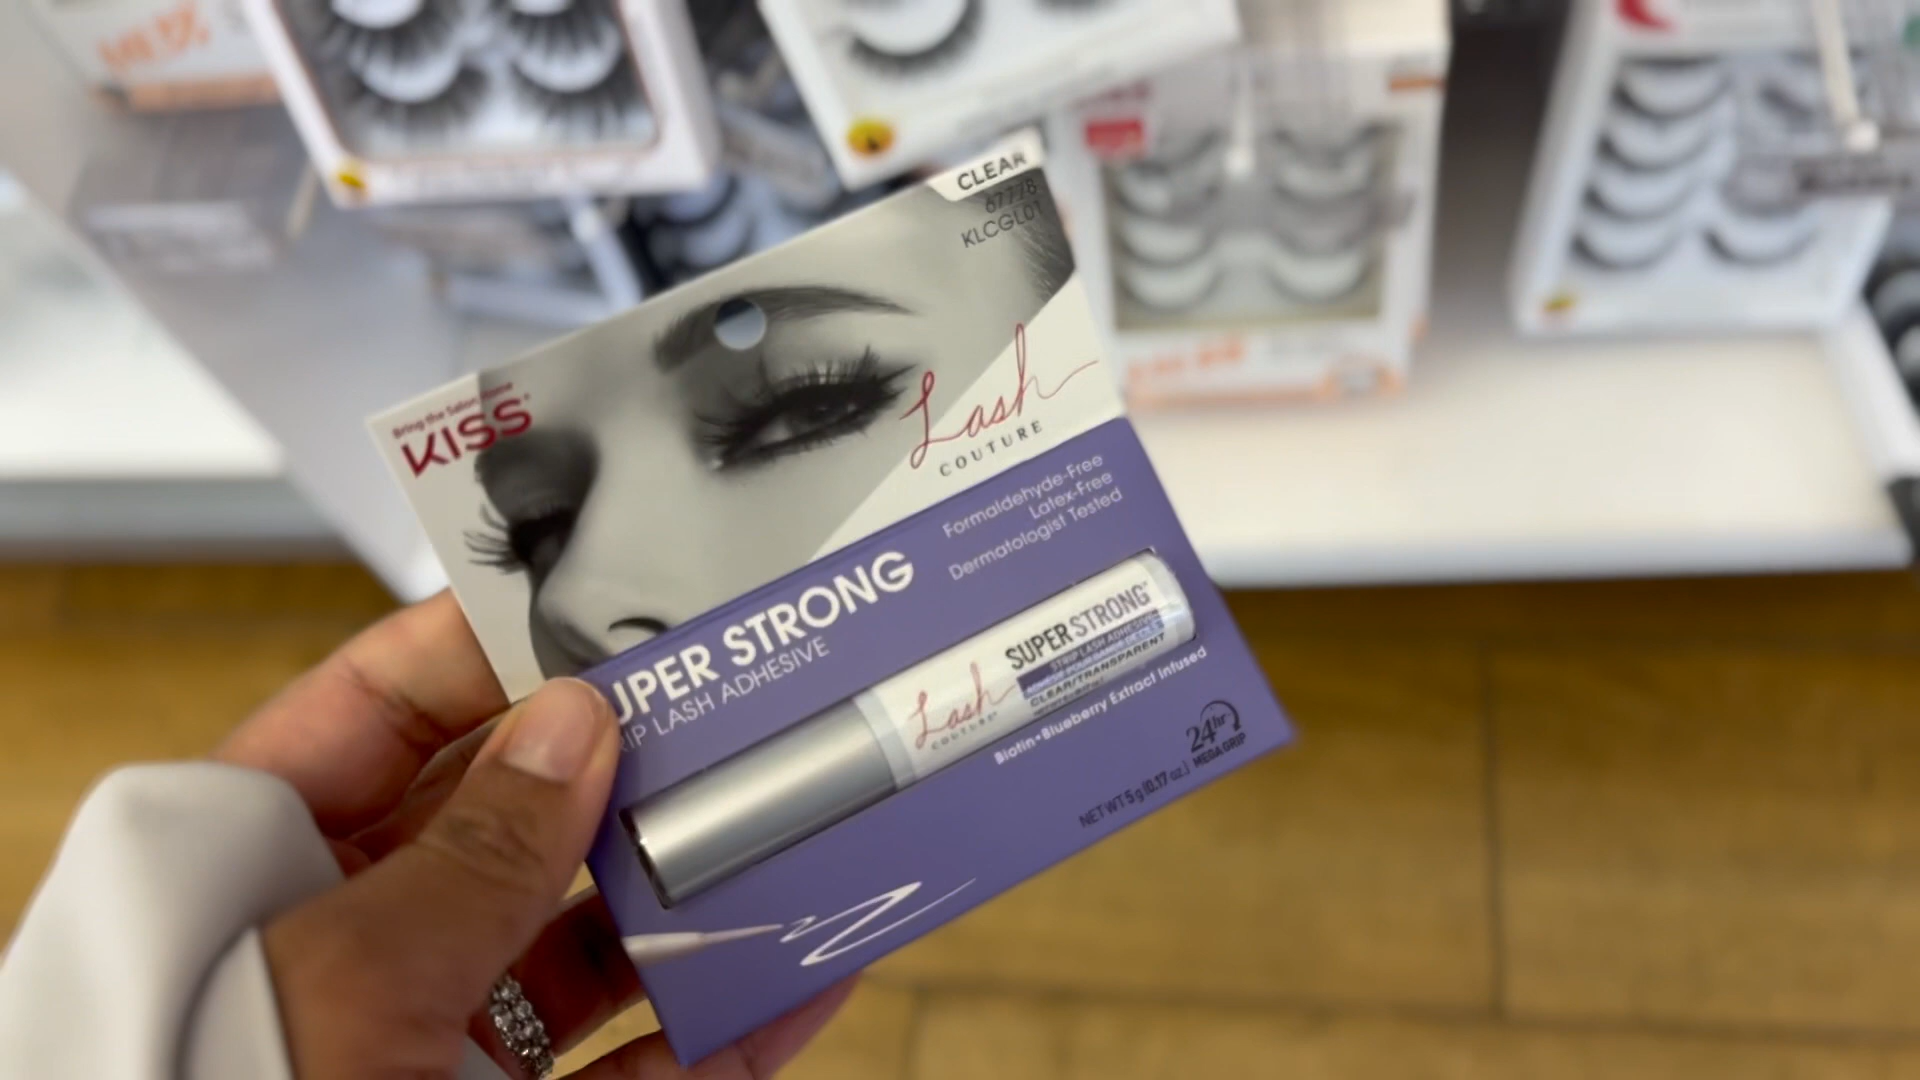 CLEAR
67778
KLCGL01
Bring the Salon Home
KISS
Lash
COUTURE
Formaldehyde-Free
Latex-Free
Dermatologist Tested
UPER STRONG
RIP LASH ADHESIVE
SUPER STRONG
STRIP LASH ADHESIVE
CLEAR/TRANSPARENT
Lash
COUTURE
Biotin•Blueberry Extract Infused
24hr
MEGA GRIP
NET WT 5 g (0.17 oz.)